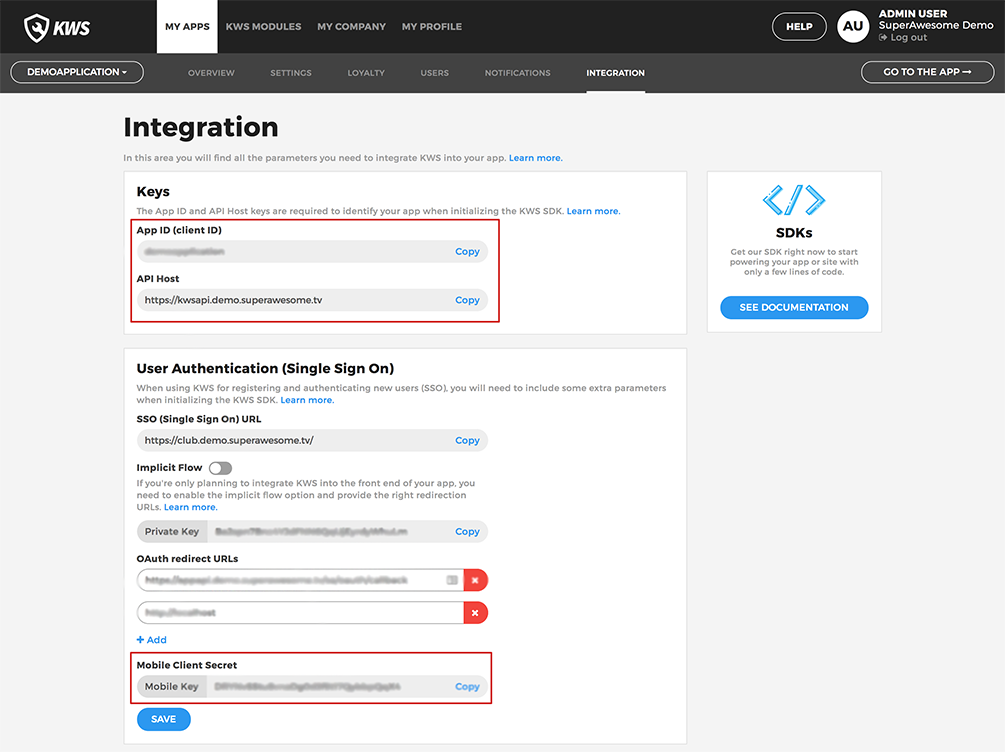 KWS
MY APPS
KWS MODULES
MY COMPANY
MY PROFILE
HELP
AU
ADMIN USER
SuperAwesome Demo
Log out
DEMOAPPLICATION
OVERVIEW
SETTINGS
LOYALTY
USERS
NOTIFICATIONS
INTEGRATION
GO TO THE APP
Integration
In this area you will find all the parameters you need to integrate KWS into your app. Learn more.
Keys
The App ID and API Host keys are required to identify your app when initializing the KWS SDK. Learn more.
App ID (client ID)
Copy
API Host
https://kwsapi.demo.superawesome.tv
Copy
SDKs
Get our SDK right now to start
powering your app or site with
only a few lines of code.
SEE DOCUMENTATION
User Authentication (Single Sign On)
When using KWS for registering and authenticating new users (SSO), you will need to include some extra parameters
when initializing the KWS SDK. Learn more.
SSO (Single Sign On) URL
https://club.demo.superawesome.tv/
Copy
Implicit Flow
If you're only planning to integrate KWS into the front end of your app, you
need to enable the implicit flow option and provide the right redirection
URLs. Learn more.
Private Key
Copy
OAuth redirect URLs
+ Add
Mobile Client Secret
Mobile Key
Copy
SAVE